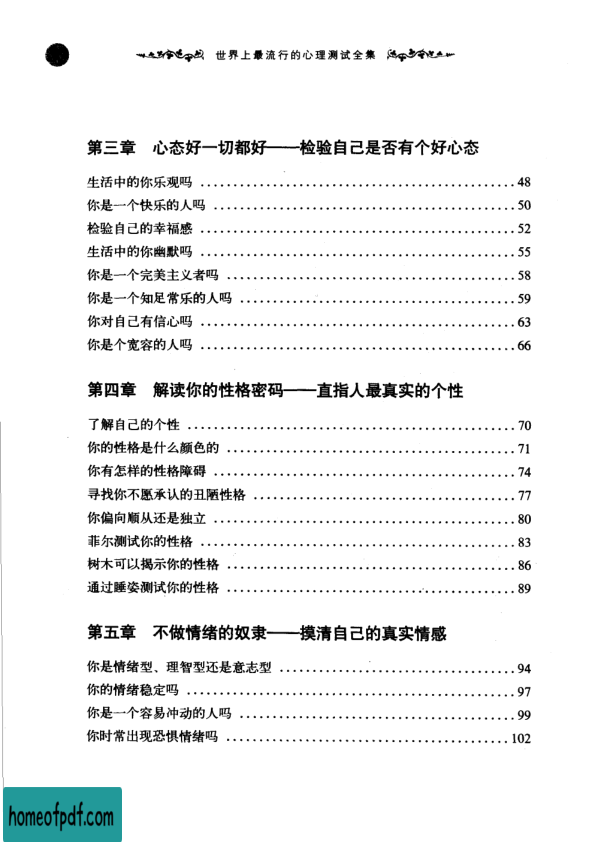 世界上最流行的心理测试全集
第三章 心态好一切都好——检验自己是否有个好心态
生活中的你乐观吗 ................................................ 48
你是一个快乐的人吗 ................................................ 50
检验自己的幸福感 ................................................ 52
生活中的你幽默吗 ................................................ 55
你是一个完美主义者吗 ................................................ 58
你是一个知足常乐的人吗 ................................................ 59
你对自己有信心吗 ................................................ 63
你是个宽容的人吗 ................................................ 66
第四章 解读你的性格密码——直指人最真实的个性
了解自己的个性 ................................................ 70
你的性格是什么颜色的 ................................................ 71
你有怎样的性格障碍 ................................................ 74
寻找你不愿承认的丑陋性格 ................................................ 77
你偏向顺从还是独立 ................................................ 80
菲尔测试你的性格 ................................................ 83
树木可以揭示你的性格 ................................................ 86
通过睡姿测试你的性格 ................................................ 89
第五章 不做情绪的奴隶——摸清自己的真实情感
你是情绪型、理智型还是意志型 ................................................ 94
你的情绪稳定吗 ................................................ 97
你是一个容易冲动的人吗 ................................................ 99
你时常出现恐惧情绪吗 ................................................ 102
homeofpdf.com